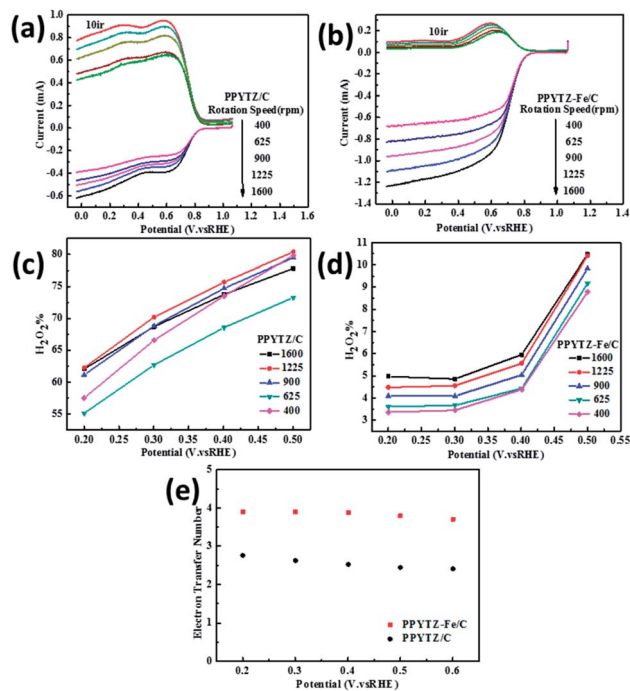 (a)
10ir
PPYTZ/C
Rotation Speed(rpm)
400
625
900
1225
1600
Current (mA)
1.0
0.8
0.6
0.4
0.2
0.0
-0.2
-0.4
-0.6
0.0 0.2 0.4 0.6 0.8 1.0 1.2 1.4 1.6
Potential (V.vsRHE)
(b)
10ir
PPYTZ-Fe/C
Rotation Speed(rpm)
400
625
900
1225
1600
Current (mA)
0.4
0.2
0.0
-0.2
-0.4
-0.6
-0.8
-1.0
-1.2
-1.4
0.0 0.2 0.4 0.6 0.8 1.0 1.2 1.4
Potential (V.vsRHE)
(c)
H2O2%
80
75
70
65
60
55
PPYTZ/C
1600
1225
900
625
400
0.20 0.25 0.30 0.35 0.40 0.45 0.50
Potential (V.vsRHE)
(d)
H2O2%
11
10
9
8
7
6
5
4
3
PPYTZ-Fe/C
1600
1225
900
625
400
0.20 0.25 0.30 0.35 0.40 0.45 0.50 0.55
Potential (V.vsRHE)
(e)
Electron Transfer Number
5
4
3
2
1
0
PPYTZ-Fe/C
PPYTZ/C
0.2 0.3 0.4 0.5 0.6
Potential (V.vsRHE)